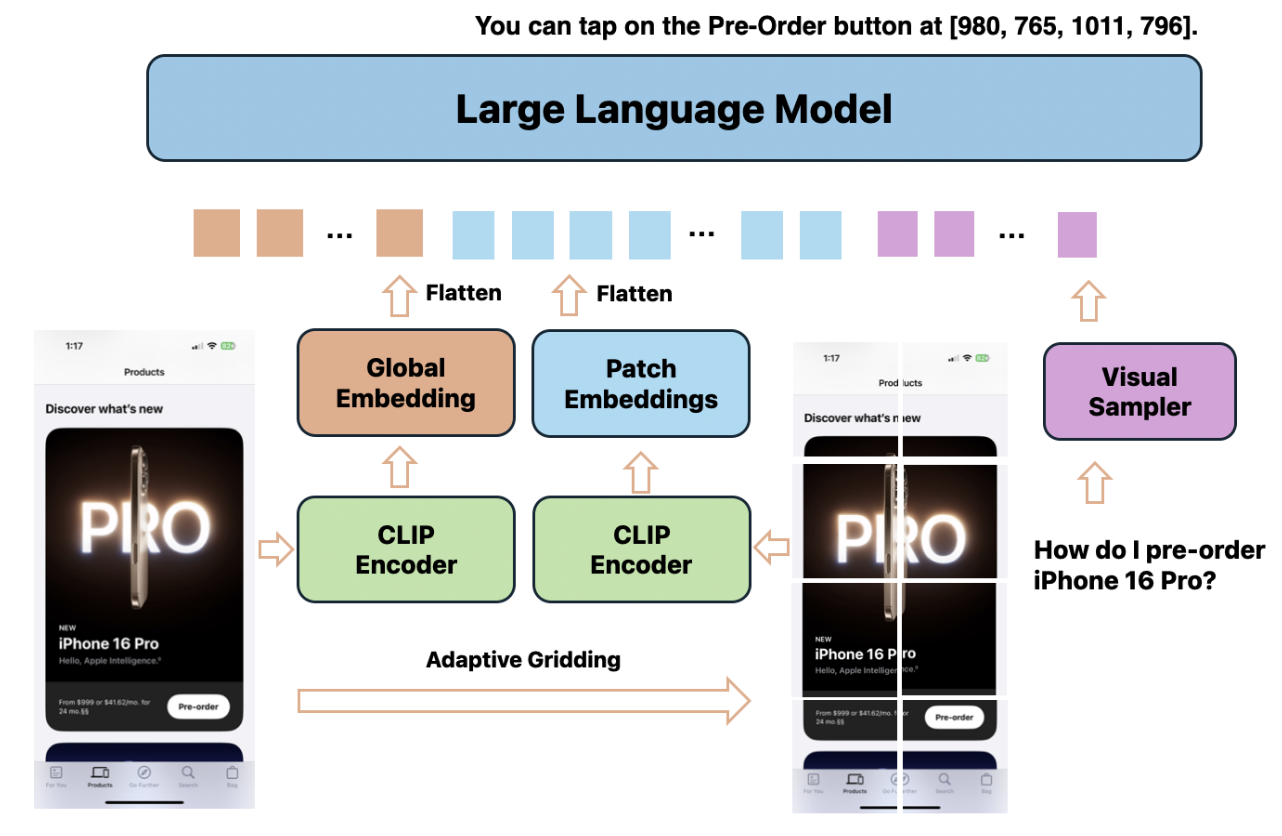 You can tap on the Pre-Order button at [980, 765, 1011, 796].
Large Language Model
...
...
...
Flatten
Flatten
Global
Embedding
Patch
Embeddings
Visual
Sampler
CLIP
Encoder
CLIP
Encoder
How do I pre-order
iPhone 16 Pro?
Adaptive Gridding
1:17
Products
Discover what's new
PRO
NEW
iPhone 16 Pro
Hello, Apple Intelligence.°
From $999 or $41.62/mo. for
24 mo.§§
Pre-order
For You
Products
Go Further
Search
Bag
1:17
Products
Discover what's new
PRO
NEW
iPhone 16 Pro
Hello, Apple Intelligence.°
From $999 or $41.62/mo. for
24 mo.§§
Pre-order
For You
Products
Go Further
Search
Bag